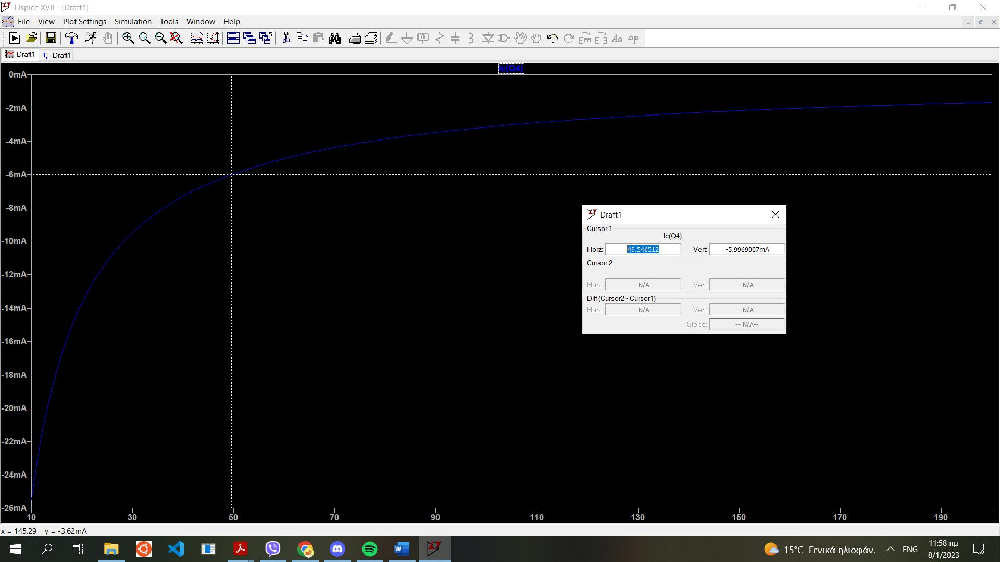 LTspice XVII - [Draft1]
File View Plot Settings Simulation Tools Window Help
Aa .op
Draft1 Draft1
Ic(Q4)
0mA
-2mA
-4mA
-6mA
-8mA
-10mA
-12mA
-14mA
-16mA
-18mA
-20mA
-22mA
-24mA
-26mA
10 30 50 70 90 110 130 150 170 190
Draft1
Cursor 1
Ic(Q4)
Horz: 49.546512 Vert: -5.9969007mA
Cursor 2
Horz: -- N/A-- Vert: -- N/A--
Diff (Cursor2 - Cursor1)
Horz: -- N/A-- Vert: -- N/A--
Slope: -- N/A--
x = 145.29 y = -3.62mA
15°C Γενικά ηλιοφάν. ENG 11:58 πμ
8/1/2023